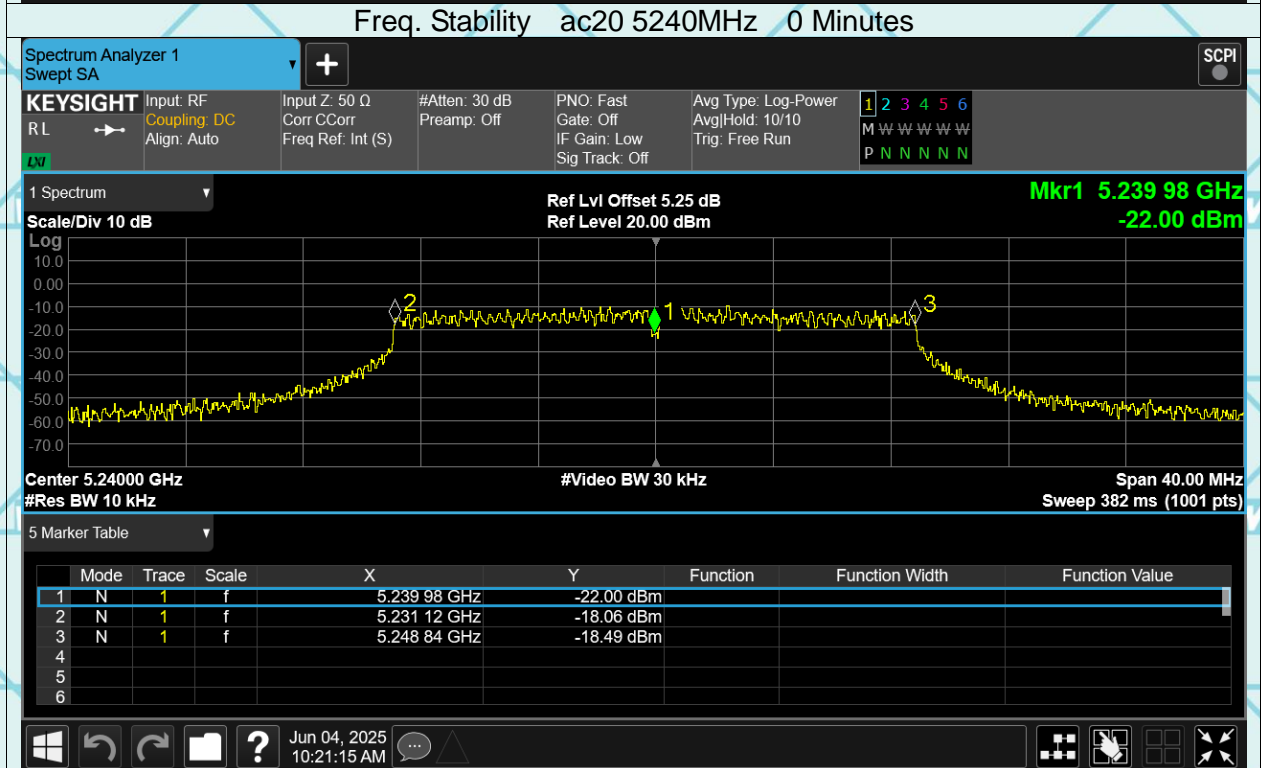 Freq. Stability ac20 5240MHz 0 Minutes
Spectrum Analyzer 1
Swept SA
+
SCPI
KEYSIGHT
R L
LXI
Input: RF
Coupling: DC
Align: Auto
Input Z: 50 Ω
Corr CCorr
Freq Ref: Int (S)
#Atten: 30 dB
Preamp: Off
PNO: Fast
Gate: Off
IF Gain: Low
Sig Track: Off
Avg Type: Log-Power
Avg|Hold: 10/10
Trig: Free Run
1 2 3 4 5 6
M W W W W W
P N N N N N
1 Spectrum
Scale/Div 10 dB
Ref Lvl Offset 5.25 dB
Ref Level 20.00 dBm
Mkr1 5.239 98 GHz
-22.00 dBm
Log
10.0
0.00
-10.0
-20.0
-30.0
-40.0
-50.0
-60.0
-70.0
2
1
3
Center 5.24000 GHz
#Video BW 30 kHz
Span 40.00 MHz
#Res BW 10 kHz
Sweep 382 ms (1001 pts)
5 Marker Table
Mode Trace Scale X Y Function Function Width Function Value
1 N 1 f 5.239 98 GHz -22.00 dBm
2 N 1 f 5.231 12 GHz -18.06 dBm
3 N 1 f 5.248 84 GHz -18.49 dBm
4
5
6
?
Jun 04, 2025
10:21:15 AM